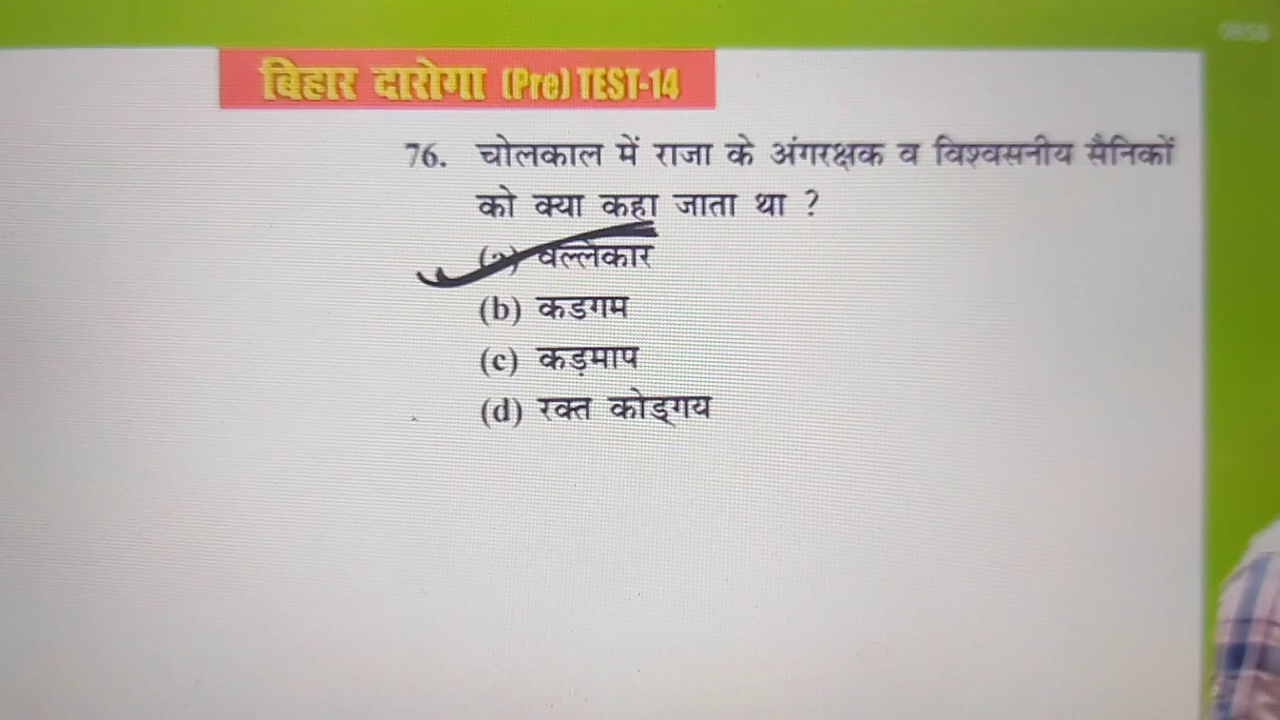 बिहार दारोगा (Pre) TEST-14
76. चोलकाल में राजा के अंगरक्षक व विश्वसनीय सैनिकों
को क्या कहा जाता था ?
(a) वल्लेकार
(b) कडगम
(c) कड़माप
(d) रक्त कोड्गय